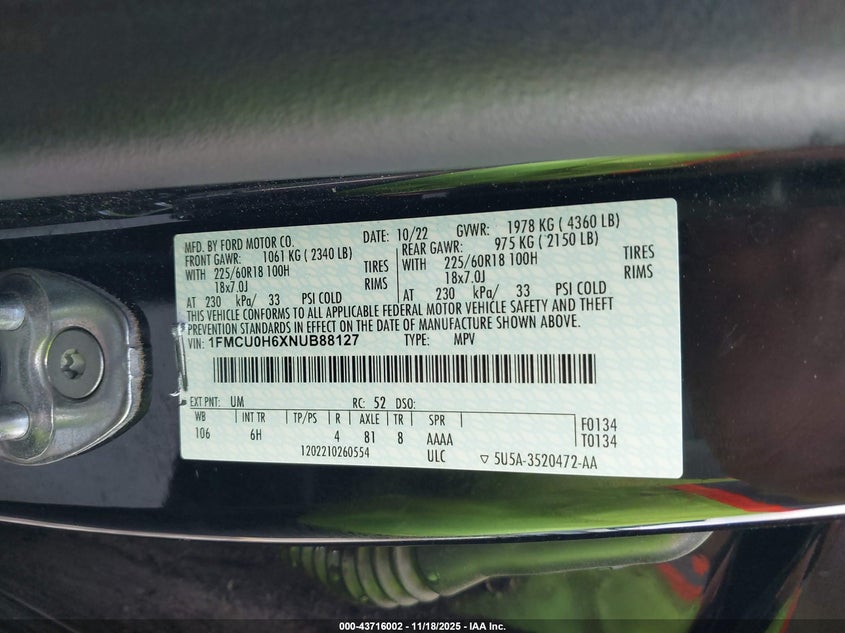 MFD. BY FORD MOTOR CO. DATE: 10/22 GVWR: 1978 KG ( 4360 LB)
FRONT GAWR: 1061 KG ( 2340 LB) REAR GAWR: 975 KG ( 2150 LB)
WITH 225/60R18 100H TIRES WITH 225/60R18 100H TIRES
18x7.0J RIMS 18x7.0J RIMS
AT 230 kPa/ 33 PSI COLD AT 230 kPa/ 33 PSI COLD
THIS VEHICLE CONFORMS TO ALL APPLICABLE FEDERAL MOTOR VEHICLE SAFETY AND THEFT
PREVENTION STANDARDS IN EFFECT ON THE DATE OF MANUFACTURE SHOWN ABOVE.
VIN: 1FMCU0H6XNUB88127 TYPE: MPV
EXT PNT: UM RC: 52 DSO:
WB INT TR TP/PS R AXLE TR SPR F0134
106 6H 4 81 8 AAAA T0134
1202210260554 ULC ▽ 5U5A-3520472-AA
000-43716002 - 11/18/2025 - IAA Inc.